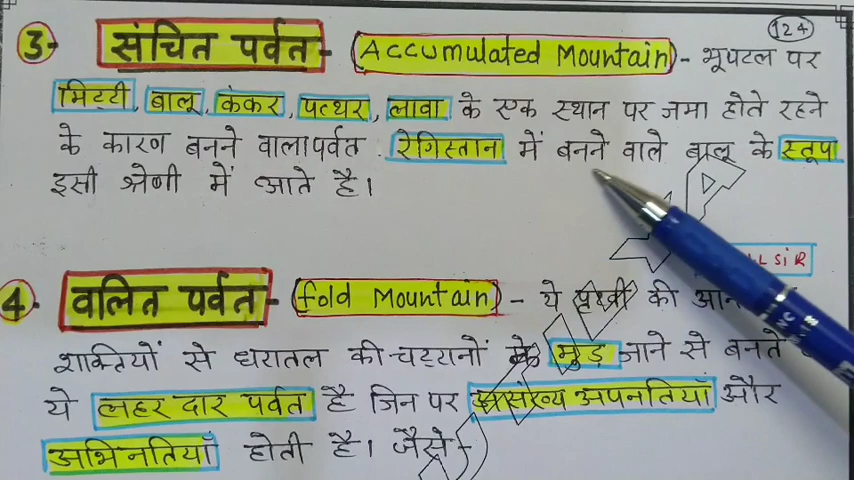 124
3- संचित पर्वत - (Accumulated Mountain) - भूपटल पर
मिट्टी, बालू, कंकर, पत्थर, लावा के एक स्थान पर जमा होते रहने
के कारण बनने वाला पर्वत. रेगिस्तान में बनने वाले बालू के स्तूप
इसी श्रेणी में आते है।
SIR
4- वलित पर्वत - (fold Mountain) - ये पृथ्वी की
शक्तियों से धरातल की चट्टानों के मुड़ जाने से बनते
ये लहर दार पर्वत है जिन पर असंख्य अपनतियाँ और
अभिनतियाँ होती है। जैसे -